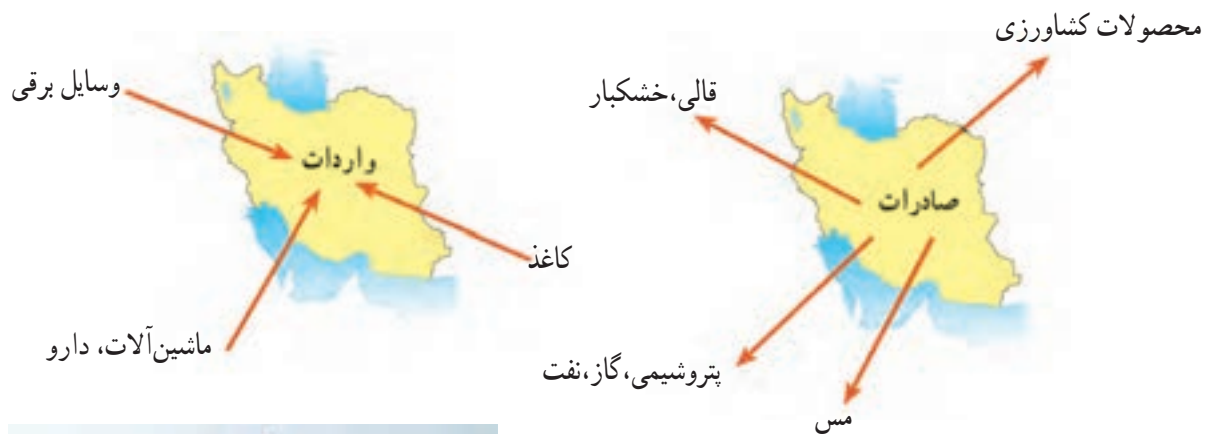 محصولات کشاورزی
قالی،خشکبار
صادرات
پتروشیمی،گاز،نفت
مس
وسایل برقی
واردات
کاغذ
ماشین‌آلات، دارو